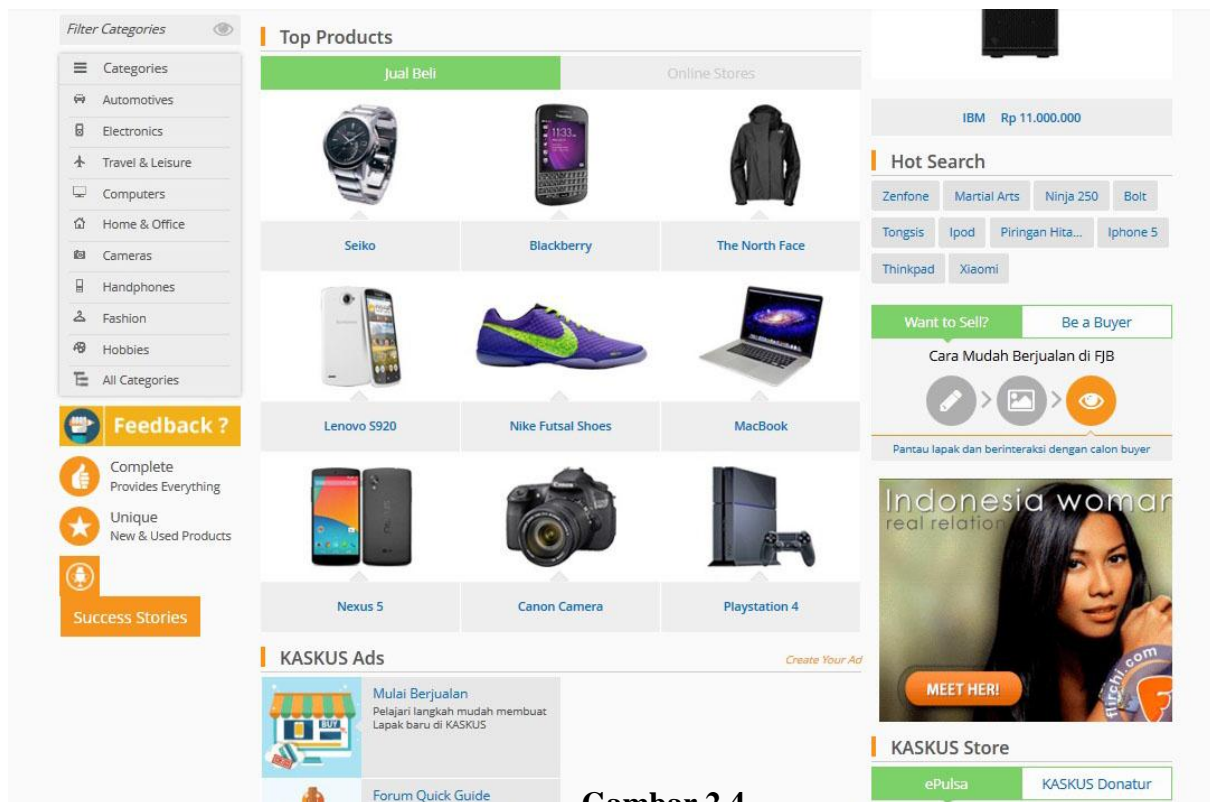 Filter Categories
Categories
Automotives
Electronics
Travel & Leisure
Computers
Home & Office
Cameras
Handphones
Fashion
Hobbies
All Categories
Feedback ?
Complete
Provides Everything
Unique
New & Used Products
Success Stories
Top Products
Jual Beli
Online Stores
Seiko
Blackberry
The North Face
Lenovo S920
Nike Futsal Shoes
MacBook
Nexus 5
Canon Camera
Playstation 4
KASKUS Ads
Create Your Ad
BUY
Mulai Berjualan
Pelajari langkah mudah membuat
Lapak baru di KASKUS
Forum Quick Guide
IBM Rp 11.000.000
Hot Search
Zenfone
Martial Arts
Ninja 250
Bolt
Tongsis
Ipod
Piringan Hita...
Iphone 5
Thinkpad
Xiaomi
Want to Sell?
Be a Buyer
Cara Mudah Berjualan di FJB
Pantau lapak dan berinteraksi dengan calon buyer
Indonesia woman
real relation
MEET HER!
flirchi.com
KASKUS Store
ePulsa
KASKUS Donatur
Gambar 2.4